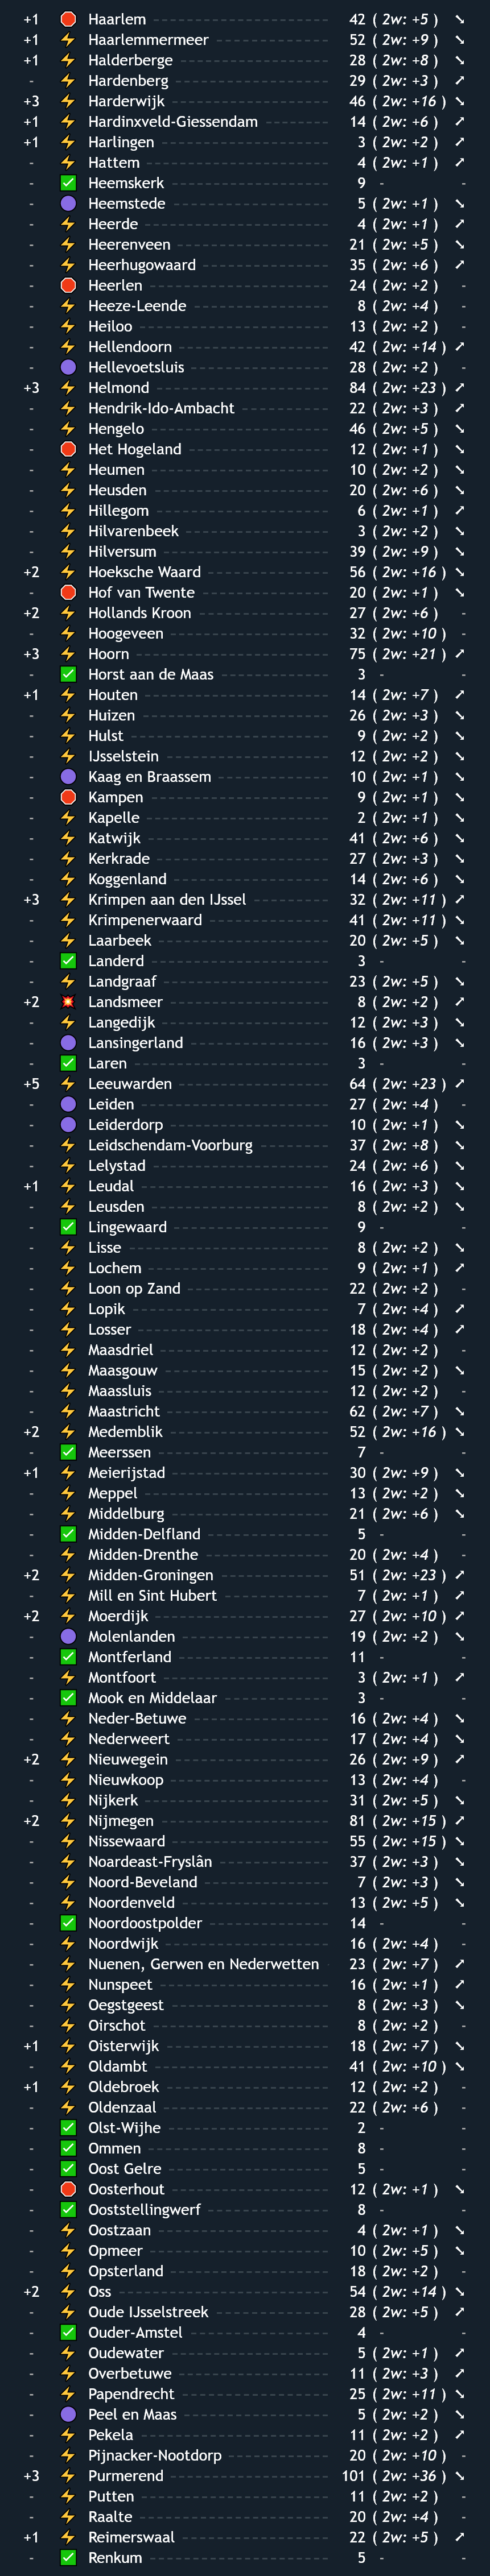 +1 Haarlem 42 ( 2w: +5 ) ↘
+1 Haarlemmermeer 52 ( 2w: +9 ) ↘
+1 Halderberge 28 ( 2w: +8 ) ↘
- Hardenberg 29 ( 2w: +3 ) ↗
+3 Harderwijk 46 ( 2w: +16 ) ↘
+1 Hardinxveld-Giessendam 14 ( 2w: +6 ) ↗
+1 Harlingen 3 ( 2w: +2 ) ↗
- Hattem 4 ( 2w: +1 ) ↗
- Heemskerk 9 - -
- Heemstede 5 ( 2w: +1 ) ↘
- Heerde 4 ( 2w: +1 ) ↗
- Heerenveen 21 ( 2w: +5 ) ↘
- Heerhugowaard 35 ( 2w: +6 ) ↗
- Heerlen 24 ( 2w: +2 ) -
- Heeze-Leende 8 ( 2w: +4 ) -
- Heiloo 13 ( 2w: +2 ) -
- Hellendoorn 42 ( 2w: +14 ) ↗
- Hellevoetsluis 28 ( 2w: +2 ) -
+3 Helmond 84 ( 2w: +23 ) ↗
- Hendrik-Ido-Ambacht 22 ( 2w: +3 ) ↗
- Hengelo 46 ( 2w: +5 ) ↘
- Het Hogeland 12 ( 2w: +1 ) ↘
- Heumen 10 ( 2w: +2 ) ↘
- Heusden 20 ( 2w: +6 ) ↘
- Hillegom 6 ( 2w: +1 ) ↗
- Hilvarenbeek 3 ( 2w: +2 ) ↘
- Hilversum 39 ( 2w: +9 ) ↘
+2 Hoeksche Waard 56 ( 2w: +16 ) ↘
- Hof van Twente 20 ( 2w: +1 ) ↘
+2 Hollands Kroon 27 ( 2w: +6 ) -
- Hoogeveen 32 ( 2w: +10 ) -
+3 Hoorn 75 ( 2w: +21 ) ↗
- Horst aan de Maas 3 - -
+1 Houten 14 ( 2w: +7 ) ↗
- Huizen 26 ( 2w: +3 ) ↘
- Hulst 9 ( 2w: +2 ) ↘
- IJsselstein 12 ( 2w: +2 ) ↘
- Kaag en Braassem 10 ( 2w: +1 ) ↘
- Kampen 9 ( 2w: +1 ) ↘
- Kapelle 2 ( 2w: +1 ) ↘
- Katwijk 41 ( 2w: +6 ) ↘
- Kerkrade 27 ( 2w: +3 ) ↘
- Koggenland 14 ( 2w: +6 ) ↘
+3 Krimpen aan den IJssel 32 ( 2w: +11 ) ↗
- Krimpenerwaard 41 ( 2w: +11 ) ↘
- Laarbeek 20 ( 2w: +5 ) ↘
- Landerd 3 - -
- Landgraaf 23 ( 2w: +5 ) ↘
+2 Landsmeer 8 ( 2w: +2 ) ↗
- Langedijk 12 ( 2w: +3 ) ↘
- Lansingerland 16 ( 2w: +3 ) ↘
- Laren 3 - -
+5 Leeuwarden 64 ( 2w: +23 ) ↗
- Leiden 27 ( 2w: +4 ) -
- Leiderdorp 10 ( 2w: +1 ) ↘
- Leidschendam-Voorburg 37 ( 2w: +8 ) ↘
- Lelystad 24 ( 2w: +6 ) ↘
+1 Leudal 16 ( 2w: +3 ) ↘
- Leusden 8 ( 2w: +2 ) ↘
- Lingewaard 9 - -
- Lisse 8 ( 2w: +2 ) ↘
- Lochem 9 ( 2w: +1 ) ↗
- Loon op Zand 22 ( 2w: +2 ) -
- Lopik 7 ( 2w: +4 ) ↗
- Losser 18 ( 2w: +4 ) ↗
- Maasdriel 12 ( 2w: +2 ) -
- Maasgouw 15 ( 2w: +2 ) ↘
- Maassluis 12 ( 2w: +2 ) -
- Maastricht 62 ( 2w: +7 ) ↘
+2 Medemblik 52 ( 2w: +16 ) ↘
- Meerssen 7 - -
+1 Meierijstad 30 ( 2w: +9 ) ↘
- Meppel 13 ( 2w: +2 ) ↘
- Middelburg 21 ( 2w: +6 ) ↘
- Midden-Delfland 5 - -
- Midden-Drenthe 20 ( 2w: +4 ) -
+2 Midden-Groningen 51 ( 2w: +23 ) ↗
- Mill en Sint Hubert 7 ( 2w: +1 ) ↗
+2 Moerdijk 27 ( 2w: +10 ) ↗
- Molenlanden 19 ( 2w: +2 ) ↘
- Montferland 11 - -
- Montfoort 3 ( 2w: +1 ) ↗
- Mook en Middelaar 3 - -
- Neder-Betuwe 16 ( 2w: +4 ) ↘
- Nederweert 17 ( 2w: +4 ) ↘
+2 Nieuwegein 26 ( 2w: +9 ) ↗
- Nieuwkoop 13 ( 2w: +4 ) -
- Nijkerk 31 ( 2w: +5 ) ↘
+2 Nijmegen 81 ( 2w: +15 ) ↗
- Nissewaard 55 ( 2w: +15 ) ↘
- Noardeast-Fryslân 37 ( 2w: +3 ) ↘
- Noord-Beveland 7 ( 2w: +3 ) ↘
- Noordenveld 13 ( 2w: +5 ) ↘
- Noordoostpolder 14 - -
- Noordwijk 16 ( 2w: +4 ) -
- Nuenen, Gerwen en Nederwetten 23 ( 2w: +7 ) ↗
- Nunspeet 16 ( 2w: +1 ) ↗
- Oegstgeest 8 ( 2w: +3 ) ↘
- Oirschot 8 ( 2w: +2 ) -
+1 Oisterwijk 18 ( 2w: +7 ) ↘
- Oldambt 41 ( 2w: +10 ) ↘
+1 Oldebroek 12 ( 2w: +2 ) -
- Oldenzaal 22 ( 2w: +6 ) -
- Olst-Wijhe 2 - -
- Ommen 8 - -
- Oost Gelre 5 - -
- Oosterhout 12 ( 2w: +1 ) ↘
- Ooststellingwerf 8 - -
- Oostzaan 4 ( 2w: +1 ) ↘
- Opmeer 10 ( 2w: +5 ) ↘
- Opsterland 18 ( 2w: +2 ) -
+2 Oss 54 ( 2w: +14 ) ↘
- Oude IJsselstreek 28 ( 2w: +5 ) ↗
- Ouder-Amstel 4 - -
- Oudewater 5 ( 2w: +1 ) ↗
- Overbetuwe 11 ( 2w: +3 ) ↗
- Papendrecht 25 ( 2w: +11 ) ↘
- Peel en Maas 5 ( 2w: +2 ) ↘
- Pekela 11 ( 2w: +2 ) ↗
- Pijnacker-Nootdorp 20 ( 2w: +10 ) -
+3 Purmerend 101 ( 2w: +36 ) ↘
- Putten 11 ( 2w: +2 ) -
- Raalte 20 ( 2w: +4 ) -
+1 Reimerswaal 22 ( 2w: +5 ) ↗
- Renkum 5 - -